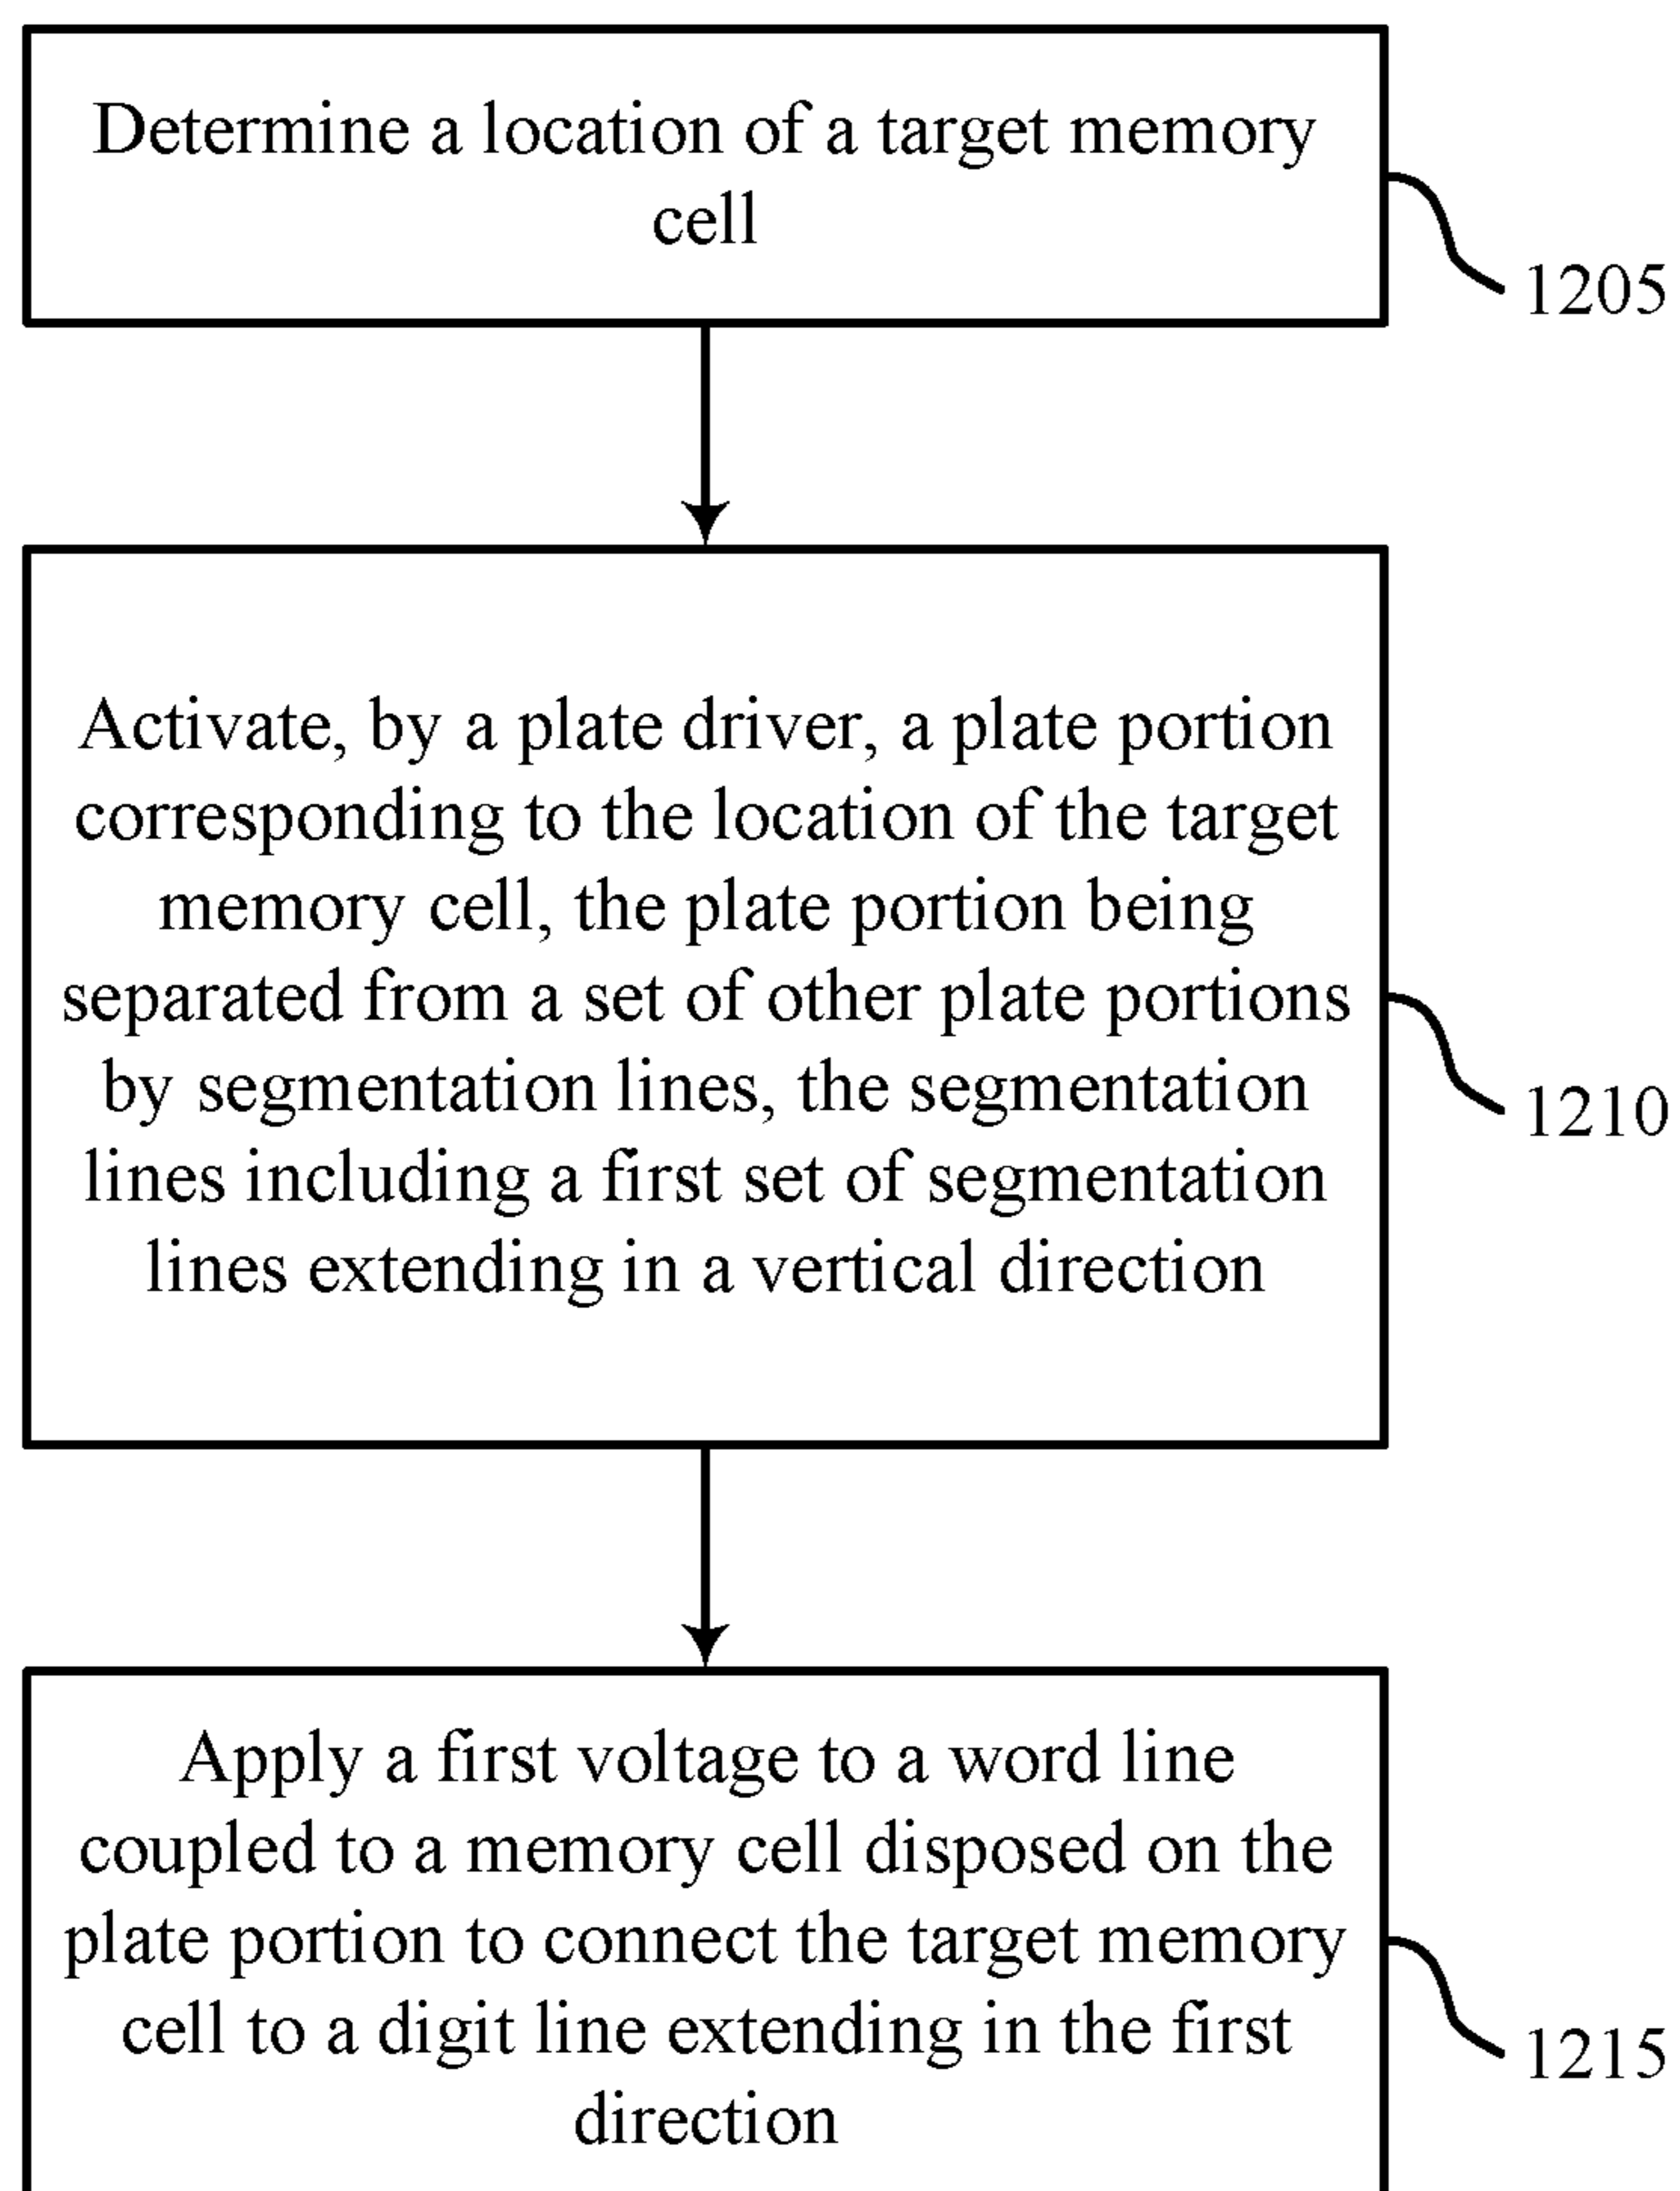 Determine a location of a target memory
cell
1205
Activate, by a plate driver, a plate portion
corresponding to the location of the target
memory cell, the plate portion being
separated from a set of other plate portions
by segmentation lines, the segmentation
lines including a first set of segmentation
lines extending in a vertical direction
1210
Apply a first voltage to a word line
coupled to a memory cell disposed on the
plate portion to connect the target memory
cell to a digit line extending in the first
direction
1215